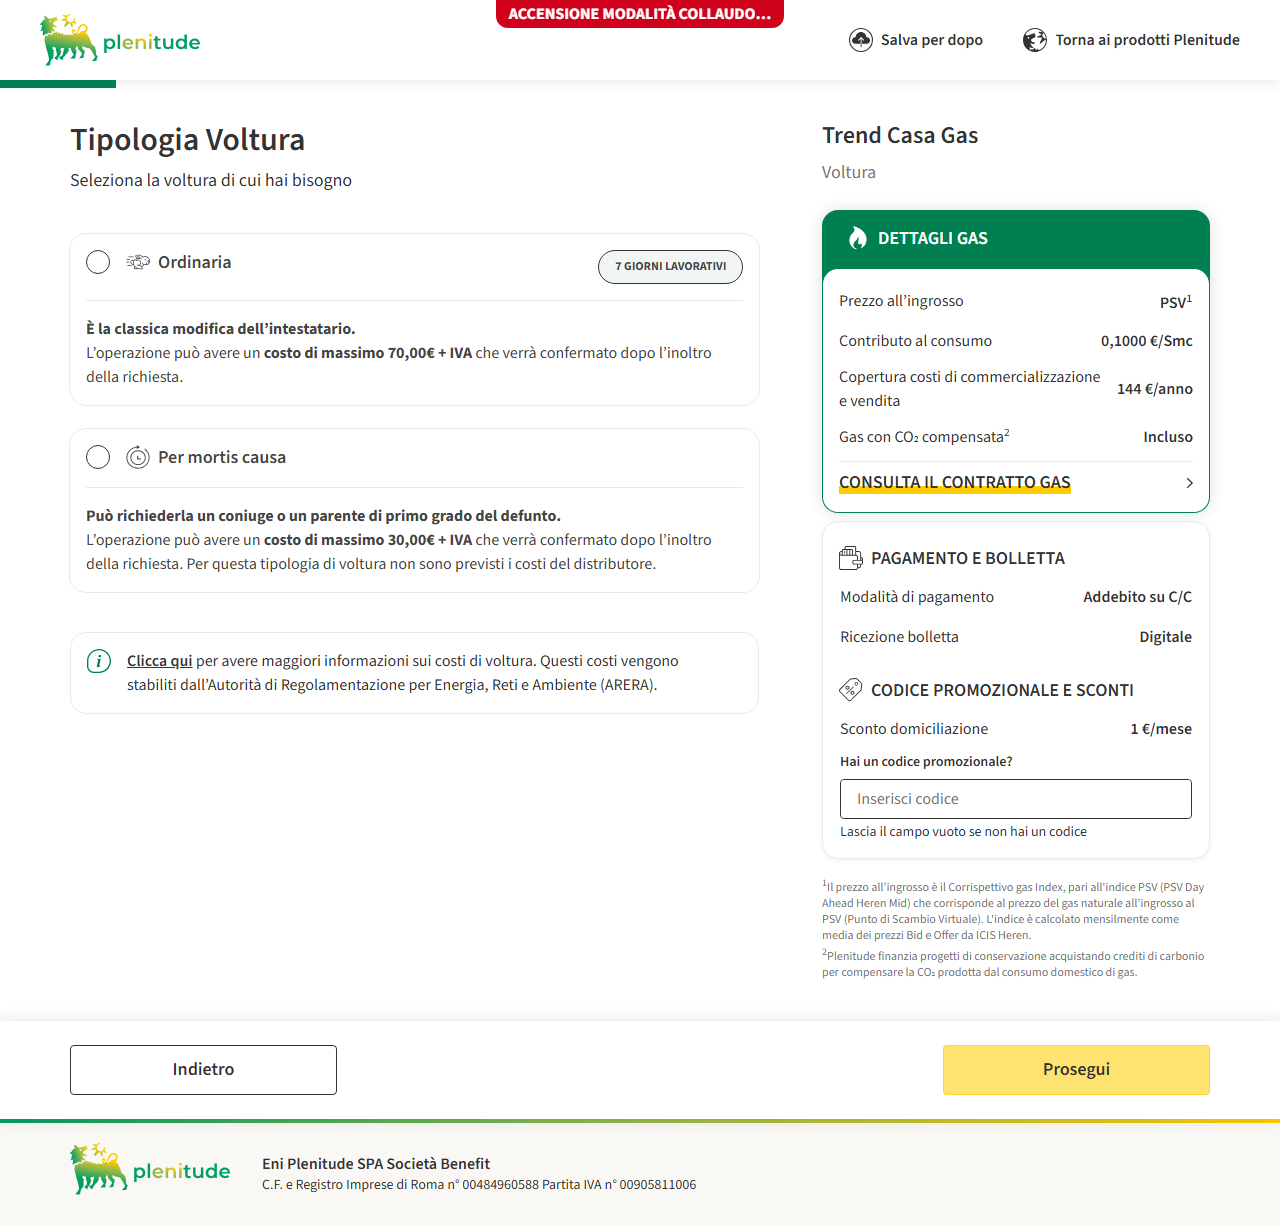 ACCENSIONE MODALITÀ COLLAUDO...
plenitude
Salva per dopo
Torna ai prodotti Plenitude
Tipologia Voltura
Seleziona la voltura di cui hai bisogno
Ordinaria
7 GIORNI LAVORATIVI
È la classica modifica dell'intestatario.
L'operazione può avere un costo di massimo 70,00€ + IVA che verrà confermato dopo l'inoltro
della richiesta.
Per mortis causa
Può richiederla un coniuge o un parente di primo grado del defunto.
L'operazione può avere un costo di massimo 30,00€ + IVA che verrà confermato dopo l'inoltro
della richiesta. Per questa tipologia di voltura non sono previsti i costi del distributore.
i
Clicca qui per avere maggiori informazioni sui costi di voltura. Questi costi vengono
stabiliti dall'Autorità di Regolamentazione per Energia, Reti e Ambiente (ARERA).
Trend Casa Gas
Voltura
DETTAGLI GAS
Prezzo all'ingrosso PSV¹
Contributo al consumo 0,1000 €/Smc
Copertura costi di commercializzazione
e vendita 144 €/anno
Gas con CO₂ compensata² Incluso
CONSULTA IL CONTRATTO GAS
PAGAMENTO E BOLLETTA
Modalità di pagamento Addebito su C/C
Ricezione bolletta Digitale
CODICE PROMOZIONALE E SCONTI
Sconto domiciliazione 1 €/mese
Hai un codice promozionale?
Inserisci codice
Lascia il campo vuoto se non hai un codice
¹Il prezzo all'ingrosso è il Corrispettivo gas Index, pari all'indice PSV (PSV Day
Ahead Heren Mid) che corrisponde al prezzo del gas naturale all'ingrosso al
PSV (Punto di Scambio Virtuale). L'indice è calcolato mensilmente come
media dei prezzi Bid e Offer da ICIS Heren.
²Plenitude finanzia progetti di conservazione acquistando crediti di carbonio
per compensare la CO₂ prodotta dal consumo domestico di gas.
Indietro
Prosegui
plenitude
Eni Plenitude SPA Società Benefit
C.F. e Registro Imprese di Roma n° 00484960588 Partita IVA n° 00905811006